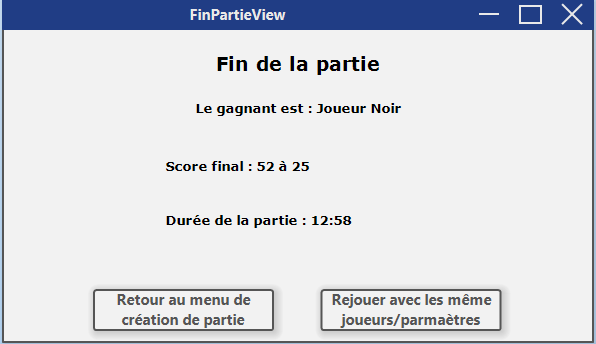 FinPartieView
Fin de la partie
Le gagnant est : Joueur Noir
Score final : 52 à 25
Durée de la partie : 12:58
Retour au menu de
création de partie
Rejouer avec les même
joueurs/parmaètres